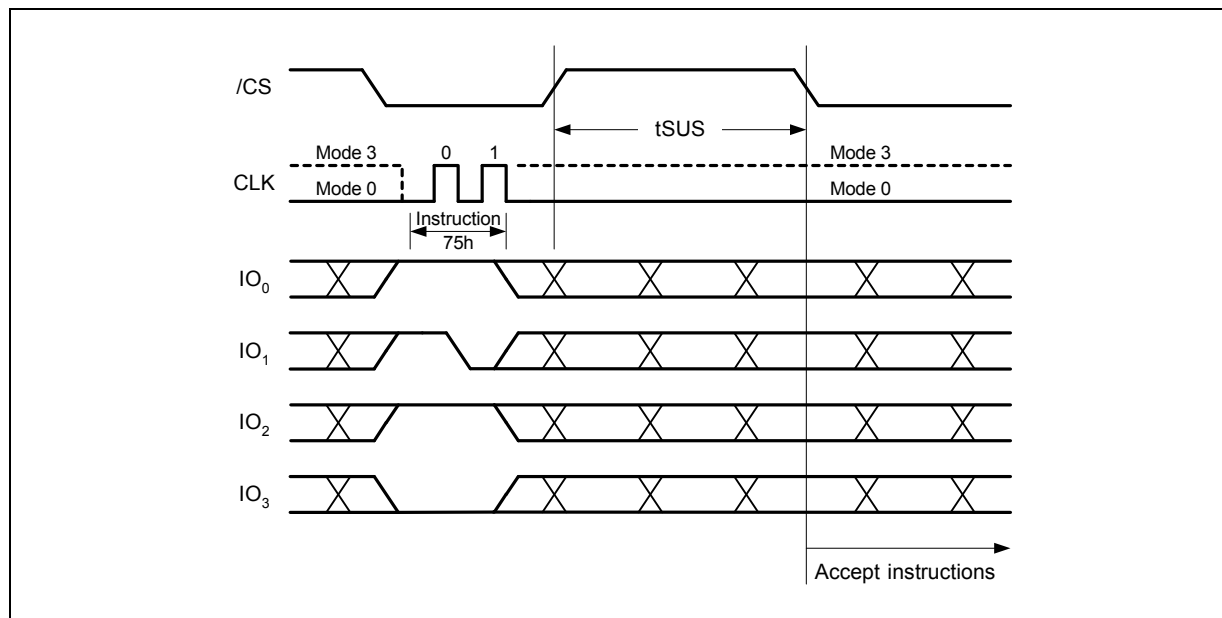 /CS
tSUS
Mode 3 0 1 Mode 3
CLK
Mode 0 Mode 0
Instruction
75h
IO0
IO1
IO2
IO3
Accept instructions